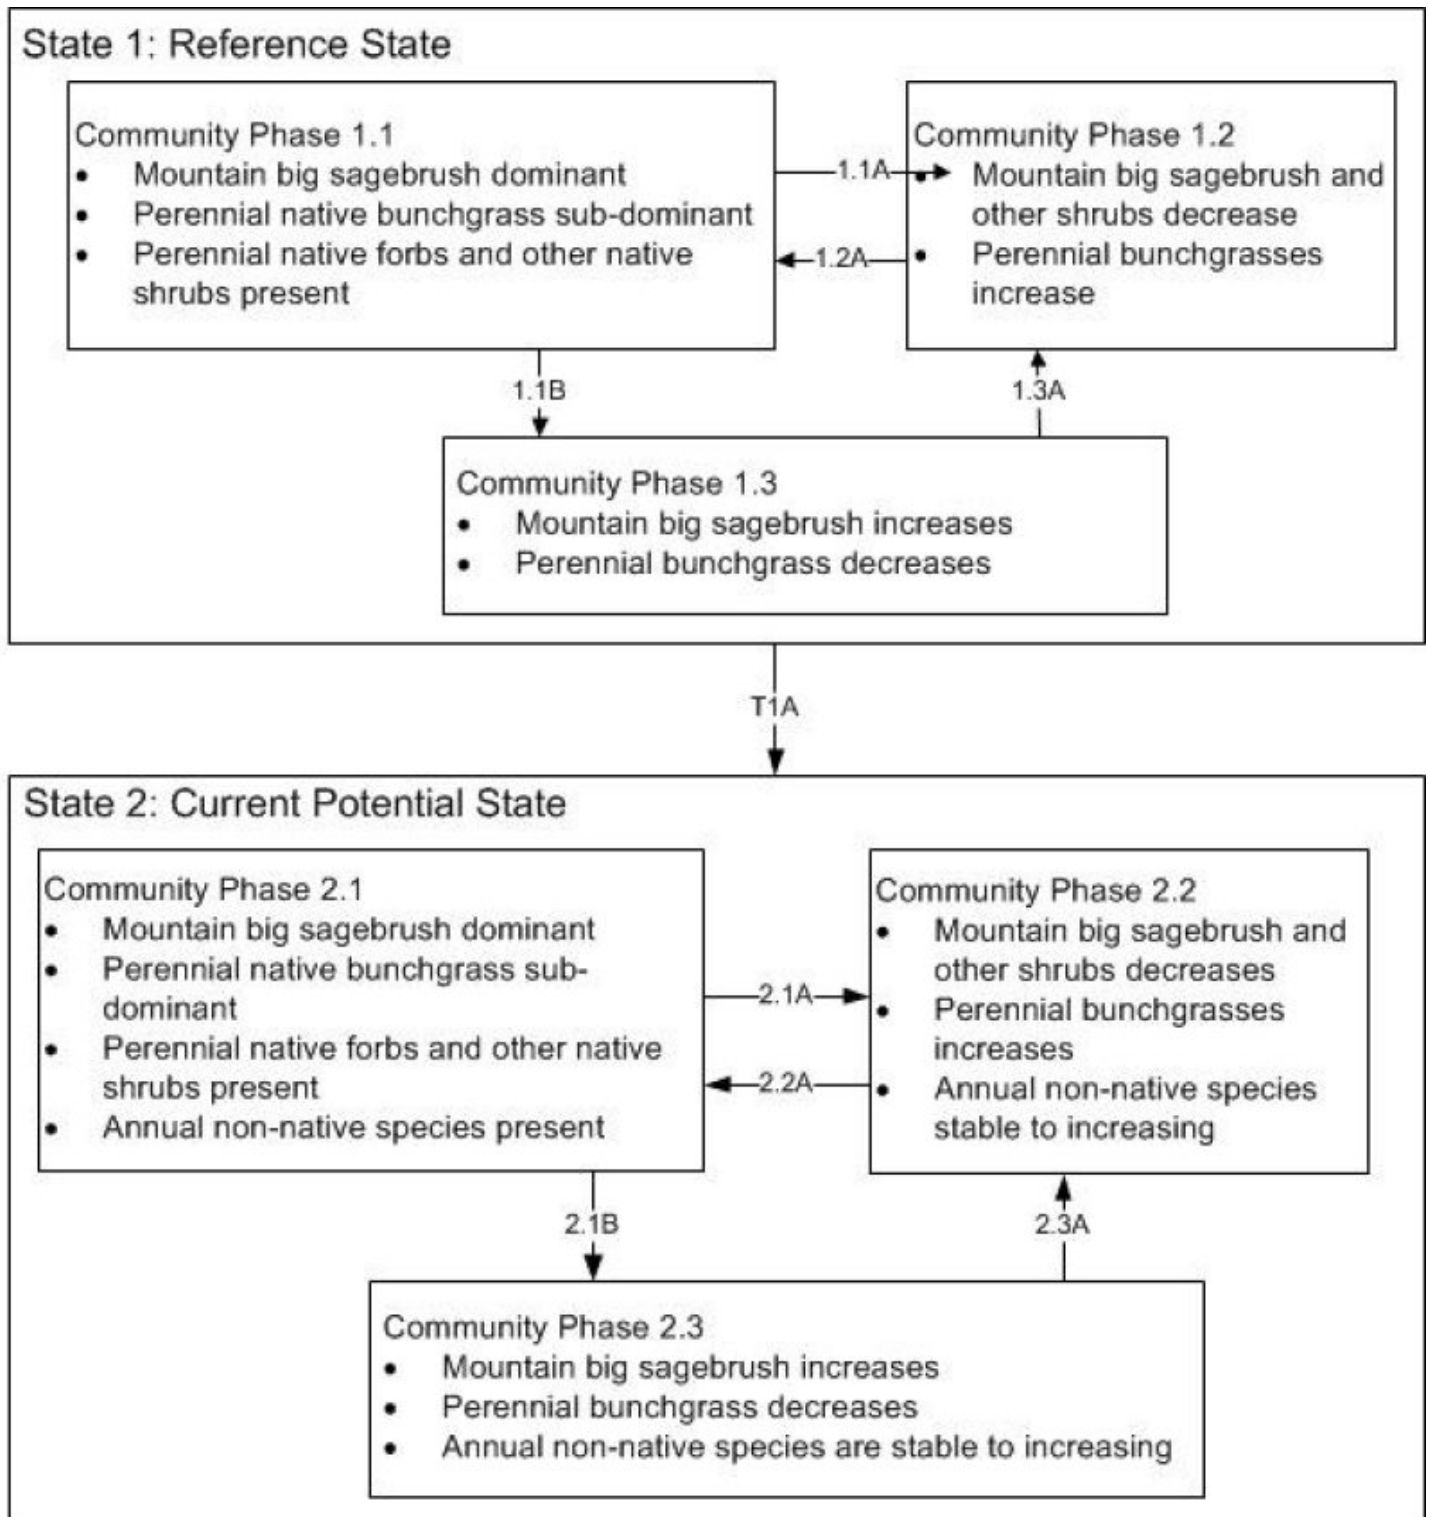 State 1: Reference State
Community Phase 1.1
• Mountain big sagebrush dominant
• Perennial native bunchgrass sub-dominant
• Perennial native forbs and other native
shrubs present
1.1A
1.2A
Community Phase 1.2
• Mountain big sagebrush and
other shrubs decrease
• Perennial bunchgrasses
increase
1.1B
1.3A
Community Phase 1.3
• Mountain big sagebrush increases
• Perennial bunchgrass decreases
T1A
State 2: Current Potential State
Community Phase 2.1
• Mountain big sagebrush dominant
• Perennial native bunchgrass sub-
dominant
• Perennial native forbs and other native
shrubs present
• Annual non-native species present
2.1A
2.2A
Community Phase 2.2
• Mountain big sagebrush and
other shrubs decreases
• Perennial bunchgrasses
increases
• Annual non-native species
stable to increasing
2.1B
2.3A
Community Phase 2.3
• Mountain big sagebrush increases
• Perennial bunchgrass decreases
• Annual non-native species are stable to increasing